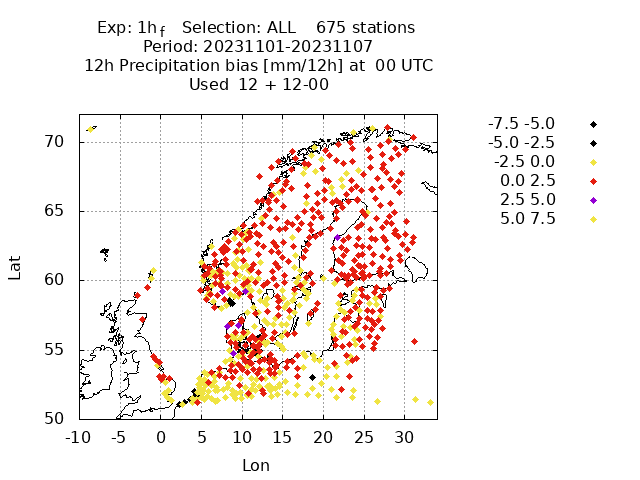 Exp: 1h f Selection: ALL 675 stations
Period: 20231101-20231107
12h Precipitation bias [mm/12h] at 00 UTC
Used 12 + 12-00
-7.5 -5.0
-5.0 -2.5
-2.5 0.0
0.0 2.5
2.5 5.0
5.0 7.5
70
65
60
55
50
Lat
-10 -5 0 5 10 15 20 25 30
Lon